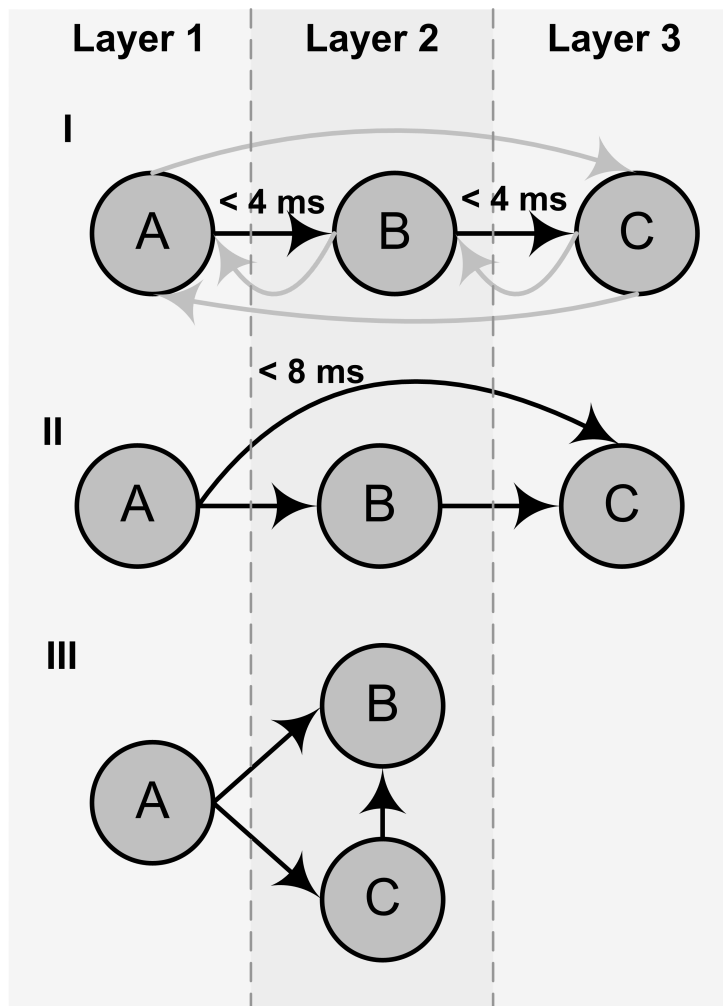 Layer 1 Layer 2 Layer 3
I
< 4 ms < 4 ms
A B C
< 8 ms
II
A B C
III
B
A
C